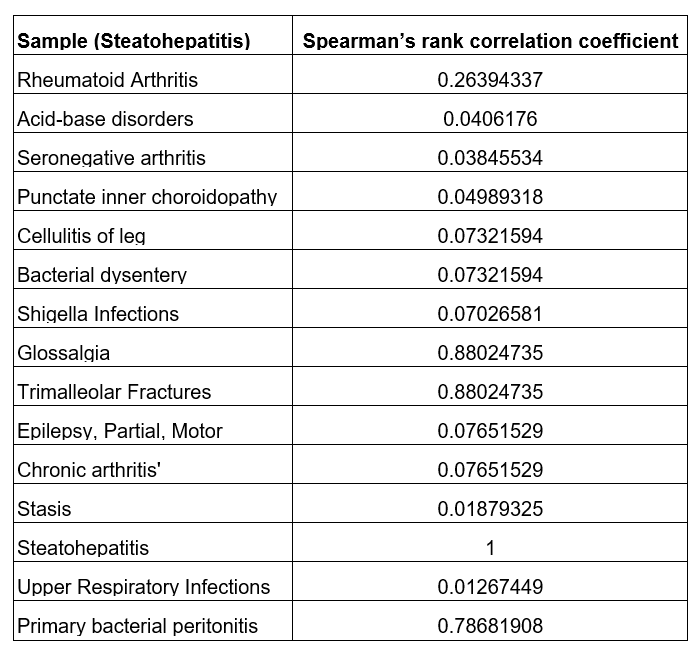 Sample (Steatohepatitis) Spearman’s rank correlation coefficient
Rheumatoid Arthritis 0.26394337
Acid-base disorders 0.0406176
Seronegative arthritis 0.03845534
Punctate inner choroidopathy 0.04989318
Cellulitis of leg 0.07321594
Bacterial dysentery 0.07321594
Shigella Infections 0.07026581
Glossalgia 0.88024735
Trimalleolar Fractures 0.88024735
Epilepsy, Partial, Motor 0.07651529
Chronic arthritis' 0.07651529
Stasis 0.01879325
Steatohepatitis 1
Upper Respiratory Infections 0.01267449
Primary bacterial peritonitis 0.78681908